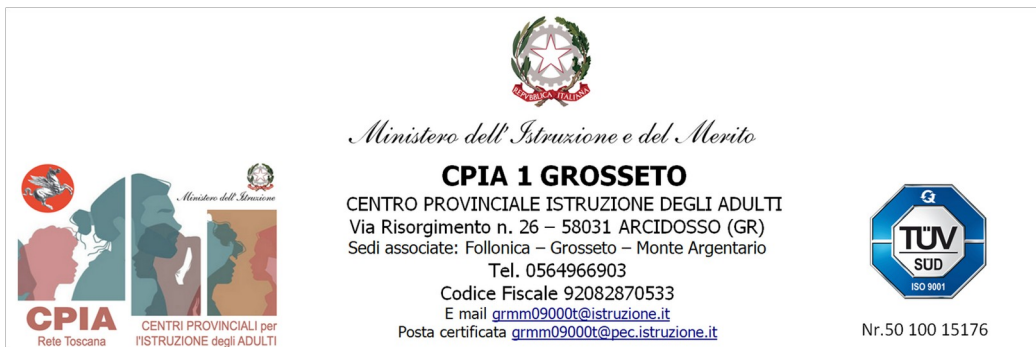 REPVBBLICA ITALIANA
Ministero dell'Istruzione e del Merito
CPIA 1 GROSSETO
CENTRO PROVINCIALE ISTRUZIONE DEGLI ADULTI
Via Risorgimento n. 26 – 58031 ARCIDOSSO (GR)
Sedi associate: Follonica – Grosseto – Monte Argentario
Tel. 0564966903
Codice Fiscale 92082870533
E mail grmm09000t@istruzione.it
Posta certificata grmm09000t@pec.istruzione.it
Ministero dell'Istruzione
CPIA
Rete Toscana
CENTRI PROVINCIALI per
l'ISTRUZIONE degli ADULTI
TÜV
SÜD
ISO 9001
Nr.50 100 15176